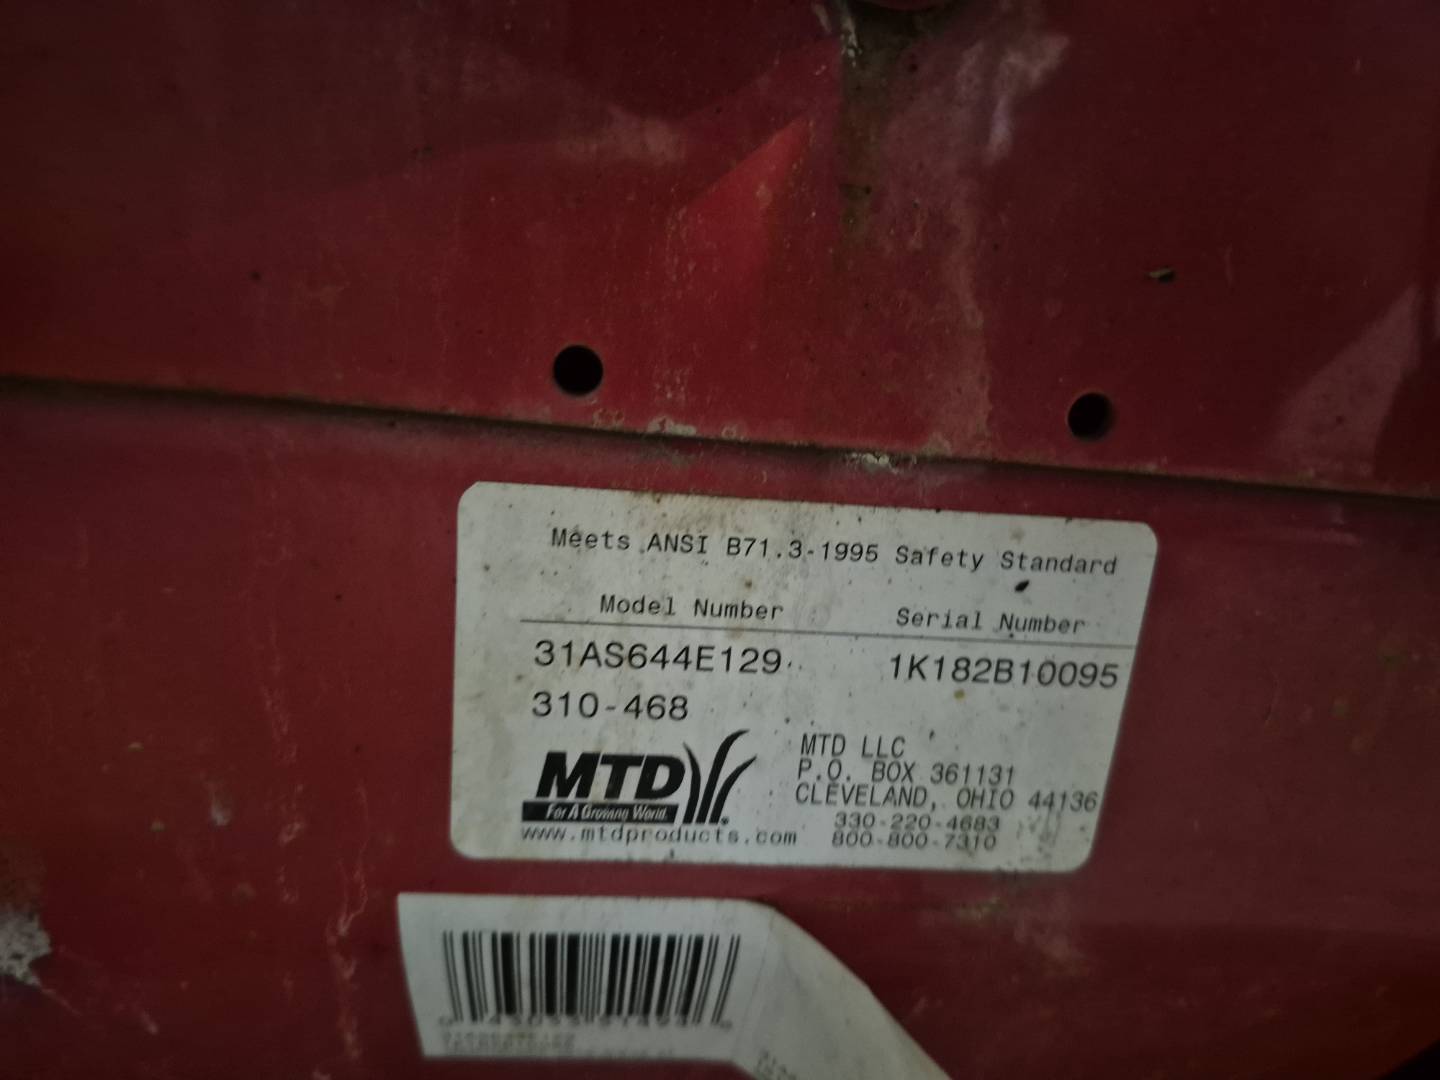 Meets ANSI B71.3-1995 Safety Standard
Model Number Serial Number
31AS644E129 1K182B10095
310-468
MTD
For A Growing World.
www.mtdproducts.com
MTD LLC
P.O. BOX 361131
CLEVELAND, OHIO 44136
330-220-4683
800-800-7310